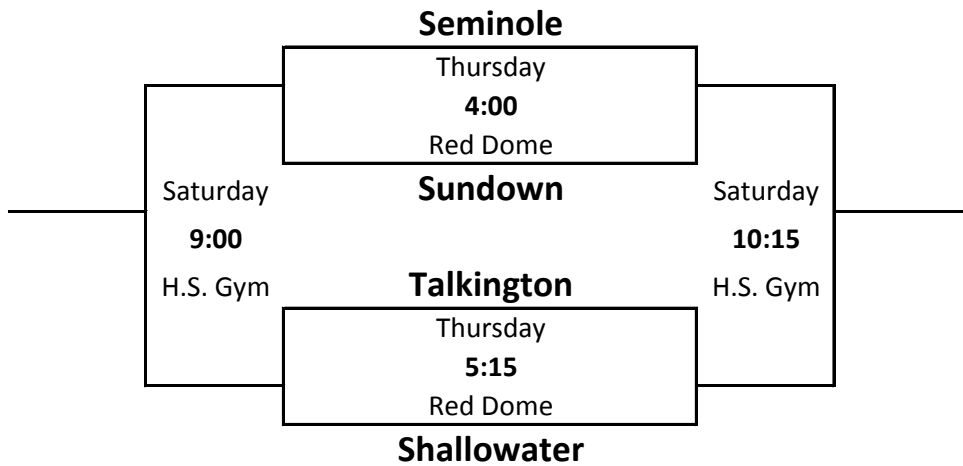 Seminole
Thursday
4:00
Red Dome
Sundown
Saturday
9:00
H.S. Gym
Saturday
10:15
H.S. Gym
Talkington
Thursday
5:15
Red Dome
Shallowater